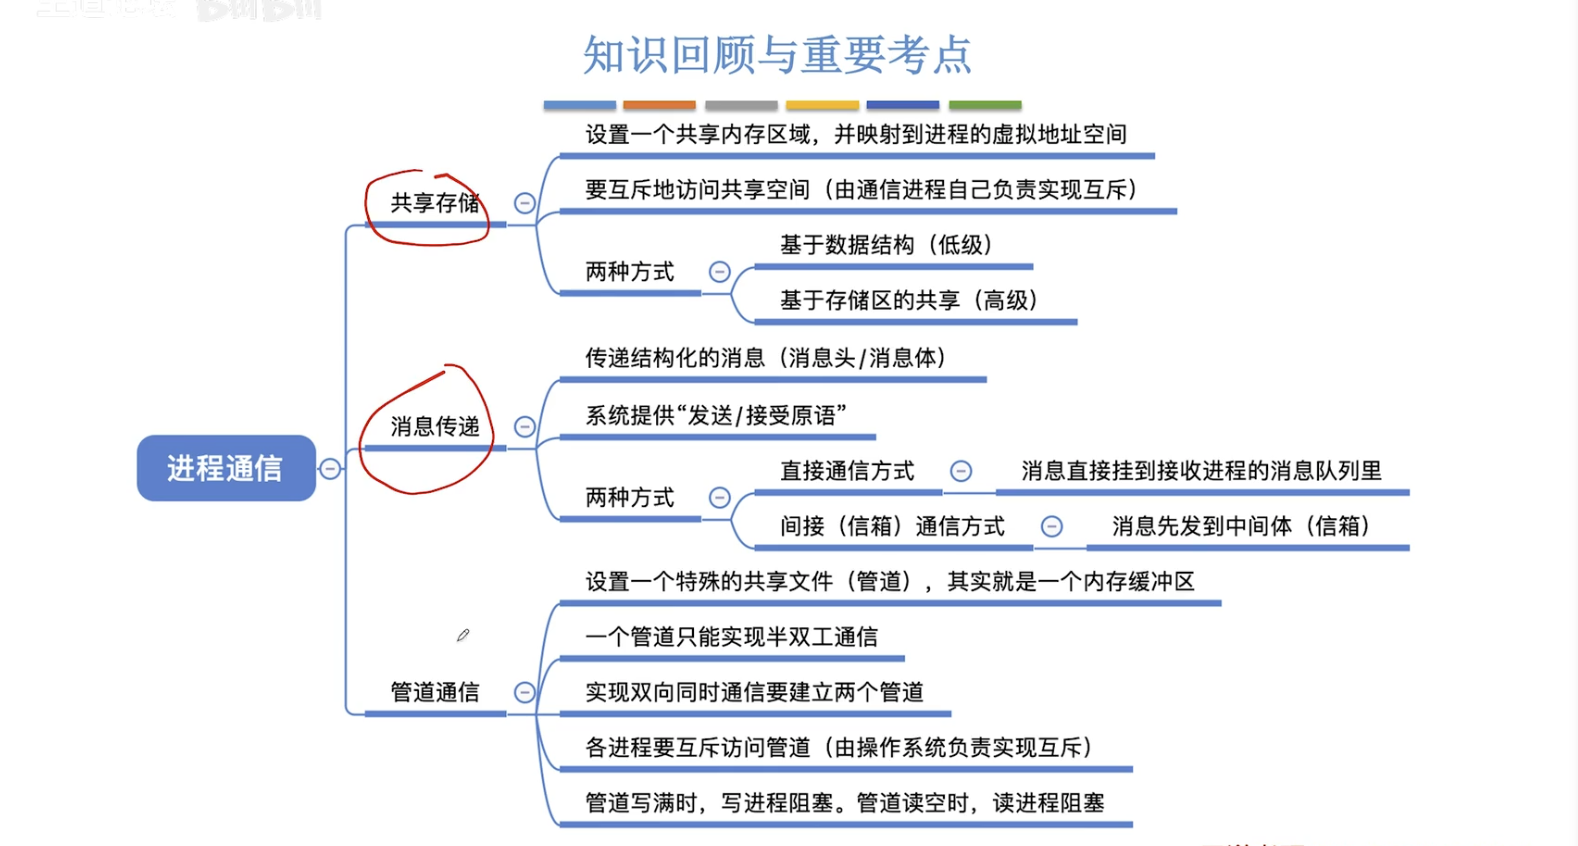 知识回顾与重要考点
设置一个共享内存区域，并映射到进程的虚拟地址空间
共享存储
要互斥地访问共享空间（由通信进程自己负责实现互斥）
两种方式
基于数据结构（低级）
基于存储区的共享（高级）
传递结构化的消息（消息头/消息体）
消息传递
系统提供“发送/接受原语”
进程通信
两种方式
直接通信方式
消息直接挂到接收进程的消息队列里
间接（信箱）通信方式
消息先发到中间体（信箱）
设置一个特殊的共享文件（管道），其实就是一个内存缓冲区
一个管道只能实现半双工通信
管道通信
实现双向同时通信要建立两个管道
各进程要互斥访问管道（由操作系统负责实现互斥）
管道写满时，写进程阻塞。管道读空时，读进程阻塞